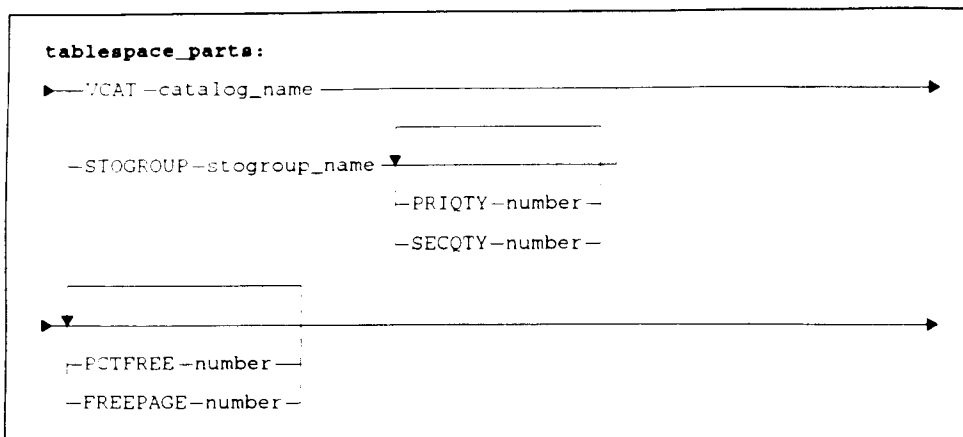 tablespace_parts:
VCAT catalog_name
STOGROUP stogroup_name
PRIQTY number
SECQTY number
PCTFREE number
FREEPAGE number